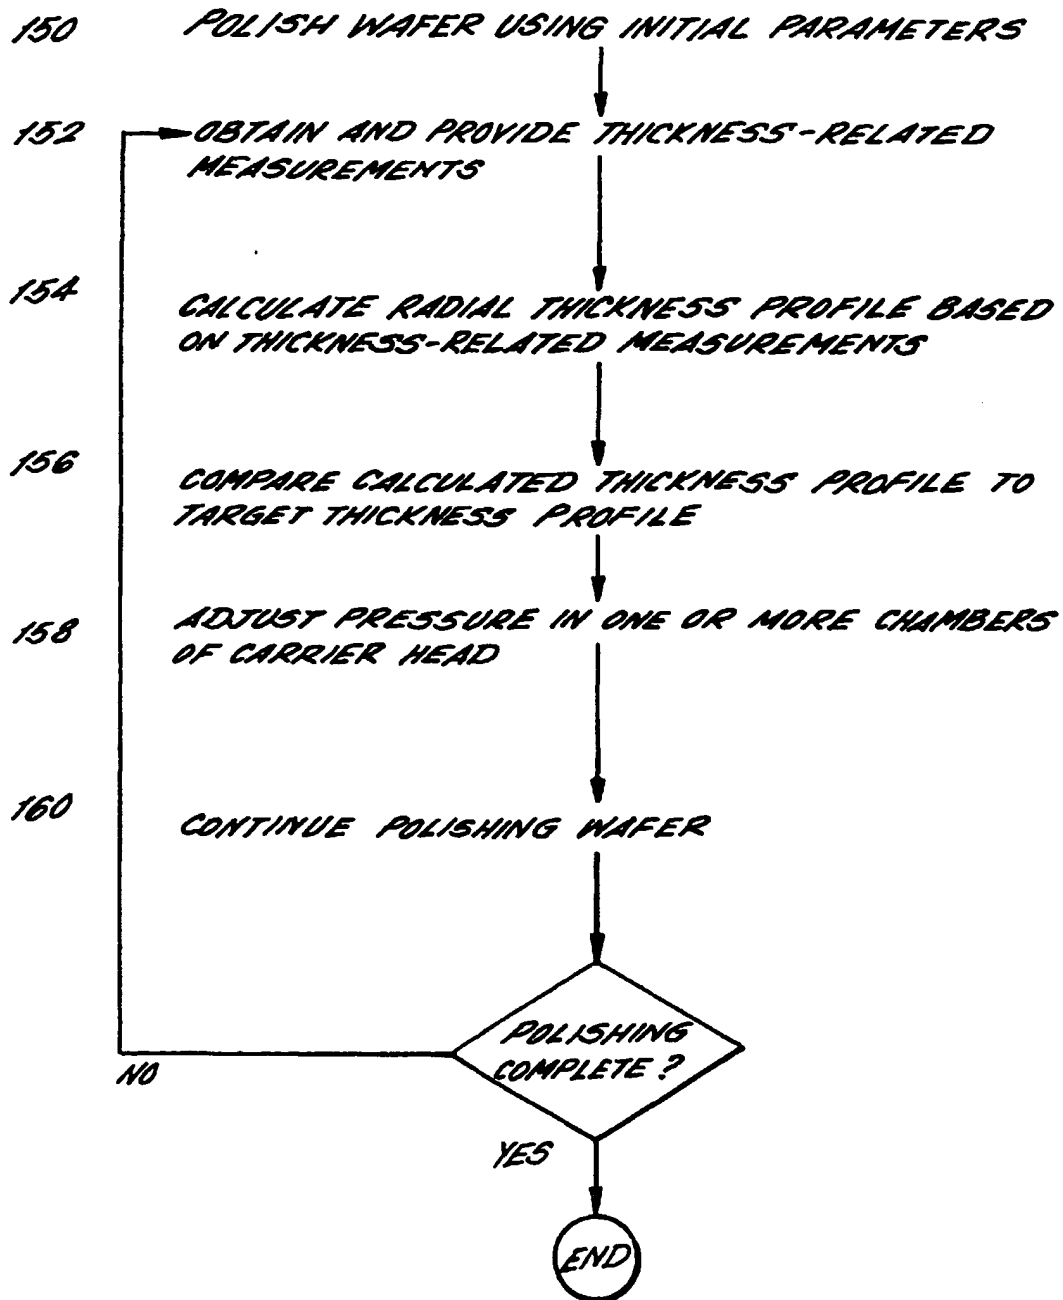 150 POLISH WAFER USING INITIAL PARAMETERS
152 OBTAIN AND PROVIDE THICKNESS-RELATED
MEASUREMENTS
154 CALCULATE RADIAL THICKNESS PROFILE BASED
ON THICKNESS-RELATED MEASUREMENTS
156 COMPARE CALCULATED THICKNESS PROFILE TO
TARGET THICKNESS PROFILE
158 ADJUST PRESSURE IN ONE OR MORE CHAMBERS
OF CARRIER HEAD
160 CONTINUE POLISHING WAFER
POLISHING
COMPLETE?
NO
YES
END